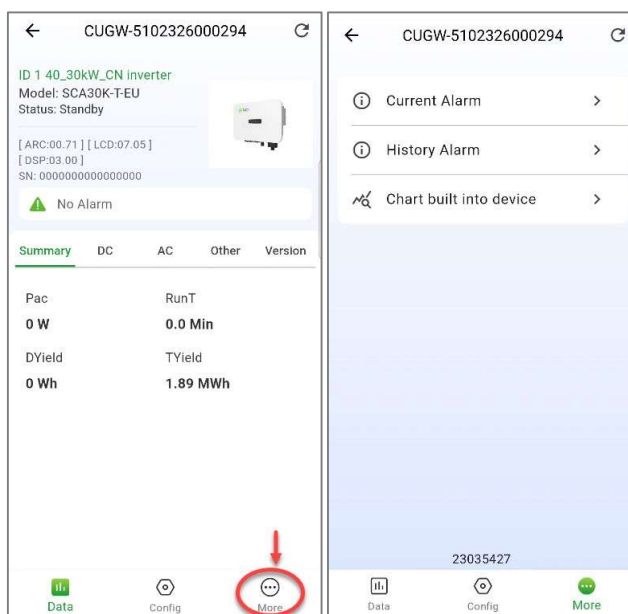 CUGW-5102326000294
ID 1 40_30kW_CN inverter
Model: SCA30K-T-EU
Status: Standby
[ ARC:00.71 ] [ LCD:07.05 ]
[ DSP:03.00 ]
SN: 0000000000000000
No Alarm
Summary DC AC Other Version
Pac RunT
0 W 0.0 Min
DYield TYield
0 Wh 1.89 MWh
Data Config More
CUGW-5102326000294
Current Alarm
History Alarm
Chart built into device
23035427
Data Config More